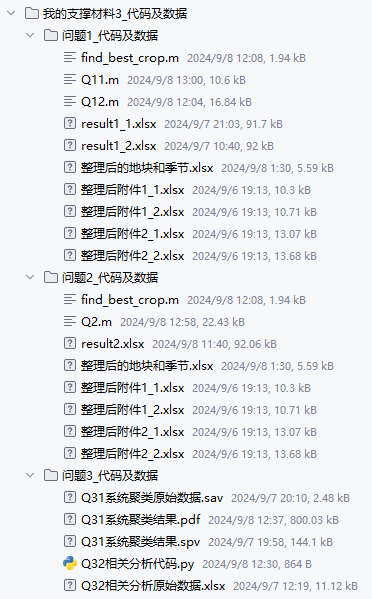 我的支撑材料3_代码及数据
问题1_代码及数据
find_best_crop.m 2024/9/8 12:08, 1.94 kB
Q11.m 2024/9/8 13:00, 10.6 kB
Q12.m 2024/9/8 12:04, 16.84 kB
result1_1.xlsx 2024/9/7 21:03, 91.7 kB
result1_2.xlsx 2024/9/7 10:40, 92 kB
整理后的地块和季节.xlsx 2024/9/8 1:30, 5.59 kB
整理后附件1_1.xlsx 2024/9/6 19:13, 10.3 kB
整理后附件1_2.xlsx 2024/9/6 19:13, 10.71 kB
整理后附件2_1.xlsx 2024/9/6 19:13, 13.07 kB
整理后附件2_2.xlsx 2024/9/6 19:13, 13.68 kB
问题2_代码及数据
find_best_crop.m 2024/9/8 12:08, 1.94 kB
Q2.m 2024/9/8 12:58, 22.43 kB
result2.xlsx 2024/9/8 11:40, 92.06 kB
整理后的地块和季节.xlsx 2024/9/8 1:30, 5.59 kB
整理后附件1_1.xlsx 2024/9/6 19:13, 10.3 kB
整理后附件1_2.xlsx 2024/9/6 19:13, 10.71 kB
整理后附件2_1.xlsx 2024/9/6 19:13, 13.07 kB
整理后附件2_2.xlsx 2024/9/6 19:13, 13.68 kB
问题3_代码及数据
Q31系统聚类原始数据.sav 2024/9/7 20:10, 2.48 kB
Q31系统聚类结果.pdf 2024/9/8 12:37, 800.03 kB
Q31系统聚类结果.spv 2024/9/7 19:58, 144.1 kB
Q32相关分析代码.py 2024/9/8 12:30, 864 B
Q32相关分析原始数据.xlsx 2024/9/7 12:19, 11.12 kB